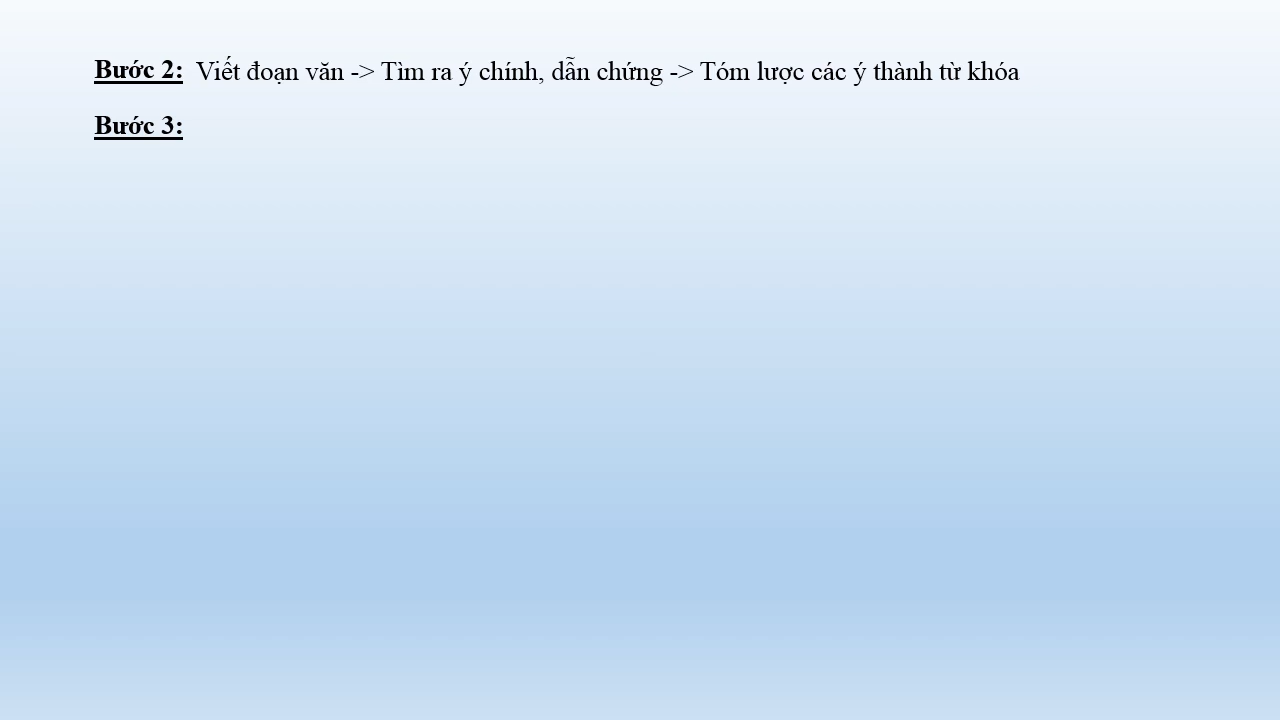 Bước 2: Viết đoạn văn -> Tìm ra ý chính, dẫn chứng -> Tóm lược các ý thành từ khóa
Bước 3: